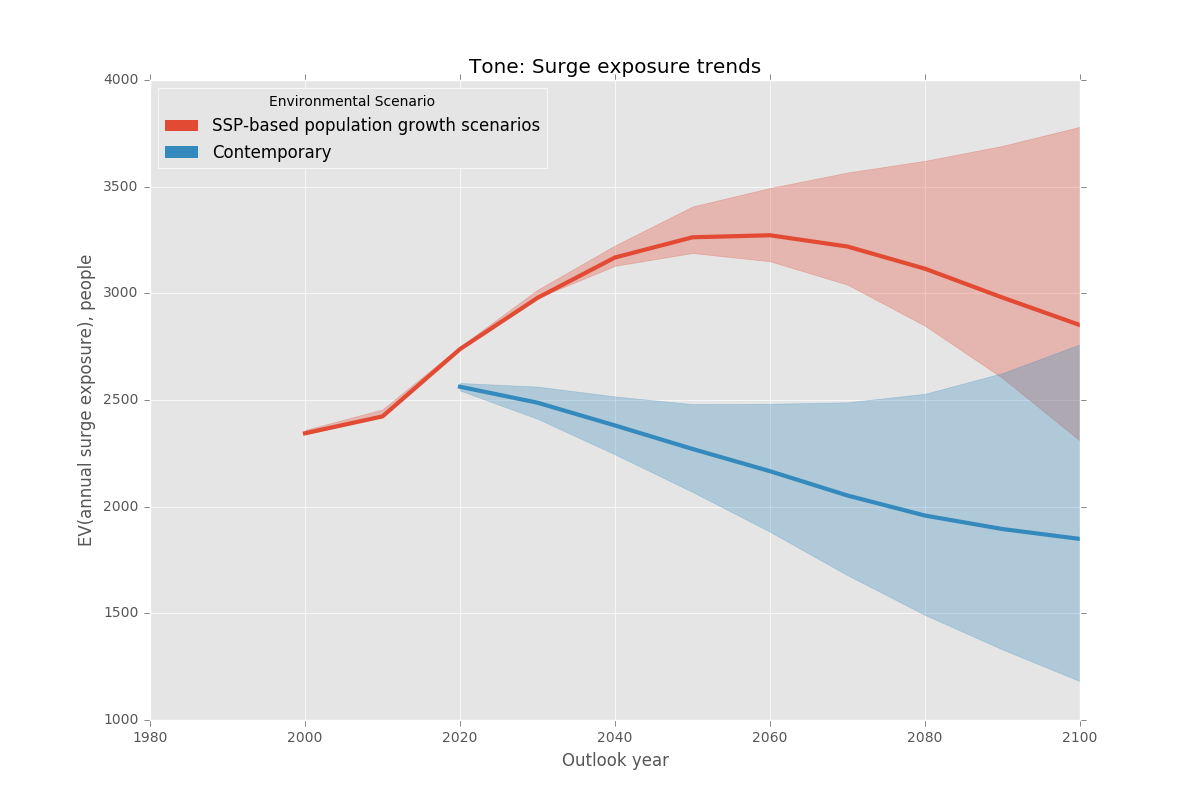 Tone: Surge exposure trends
Environmental Scenario
SSP-based population growth scenarios
Contemporary
EV(annual surge exposure), people
4000
3500
3000
2500
2000
1500
1000
1980 2000 2020 2040 2060 2080 2100
Outlook year